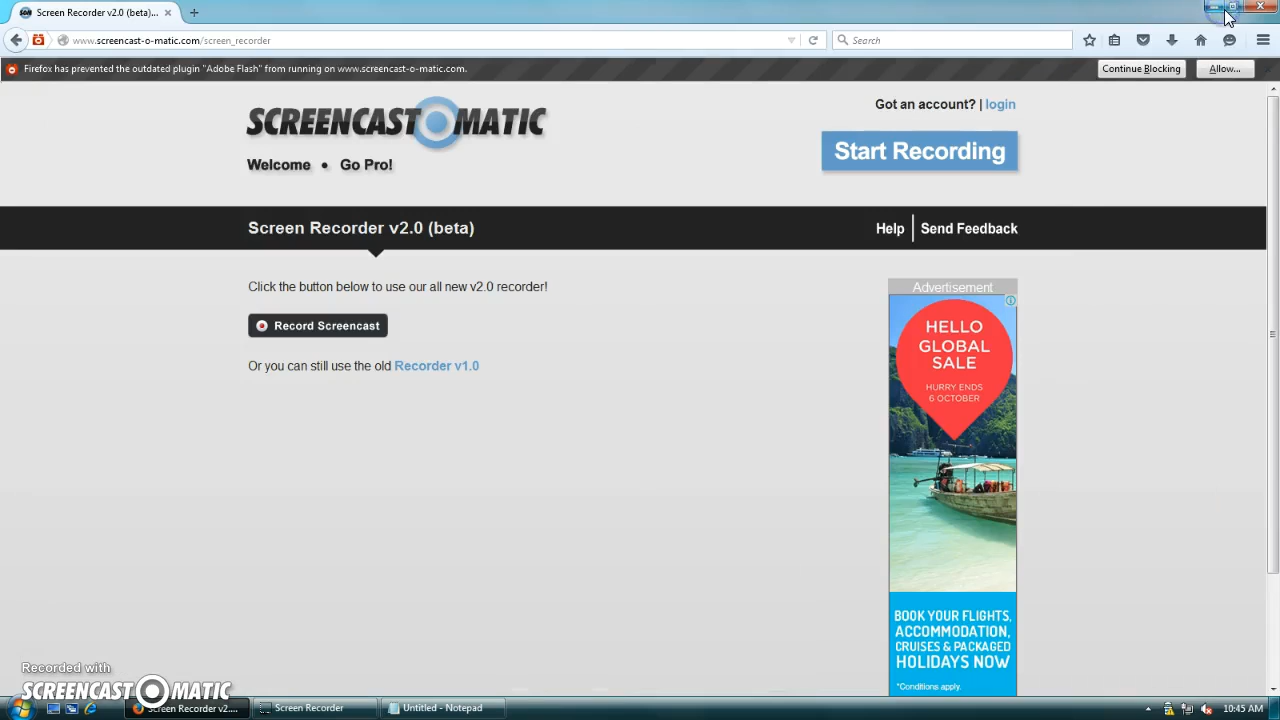 Screen Recorder v2.0 (beta)...
www.screencast-o-matic.com/screen_recorder
Search
Firefox has prevented the outdated plugin "Adobe Flash" from running on www.screencast-o-matic.com.
Continue Blocking
Allow...
SCREENCAST O MATIC
Got an account? | login
Start Recording
Welcome • Go Pro!
Screen Recorder v2.0 (beta)
Help
Send Feedback
Click the button below to use our all new v2.0 recorder!
Record Screencast
Or you can still use the old Recorder v1.0
Advertisement
HELLO
GLOBAL
SALE
HURRY ENDS
6 OCTOBER
BOOK YOUR FLIGHTS,
ACCOMMODATION,
CRUISES & PACKAGED
HOLIDAYS NOW
*Conditions apply.
Recorded with
SCREENCAST O MATIC
Screen Recorder v2....
Screen Recorder
Untitled - Notepad
10:45 AM